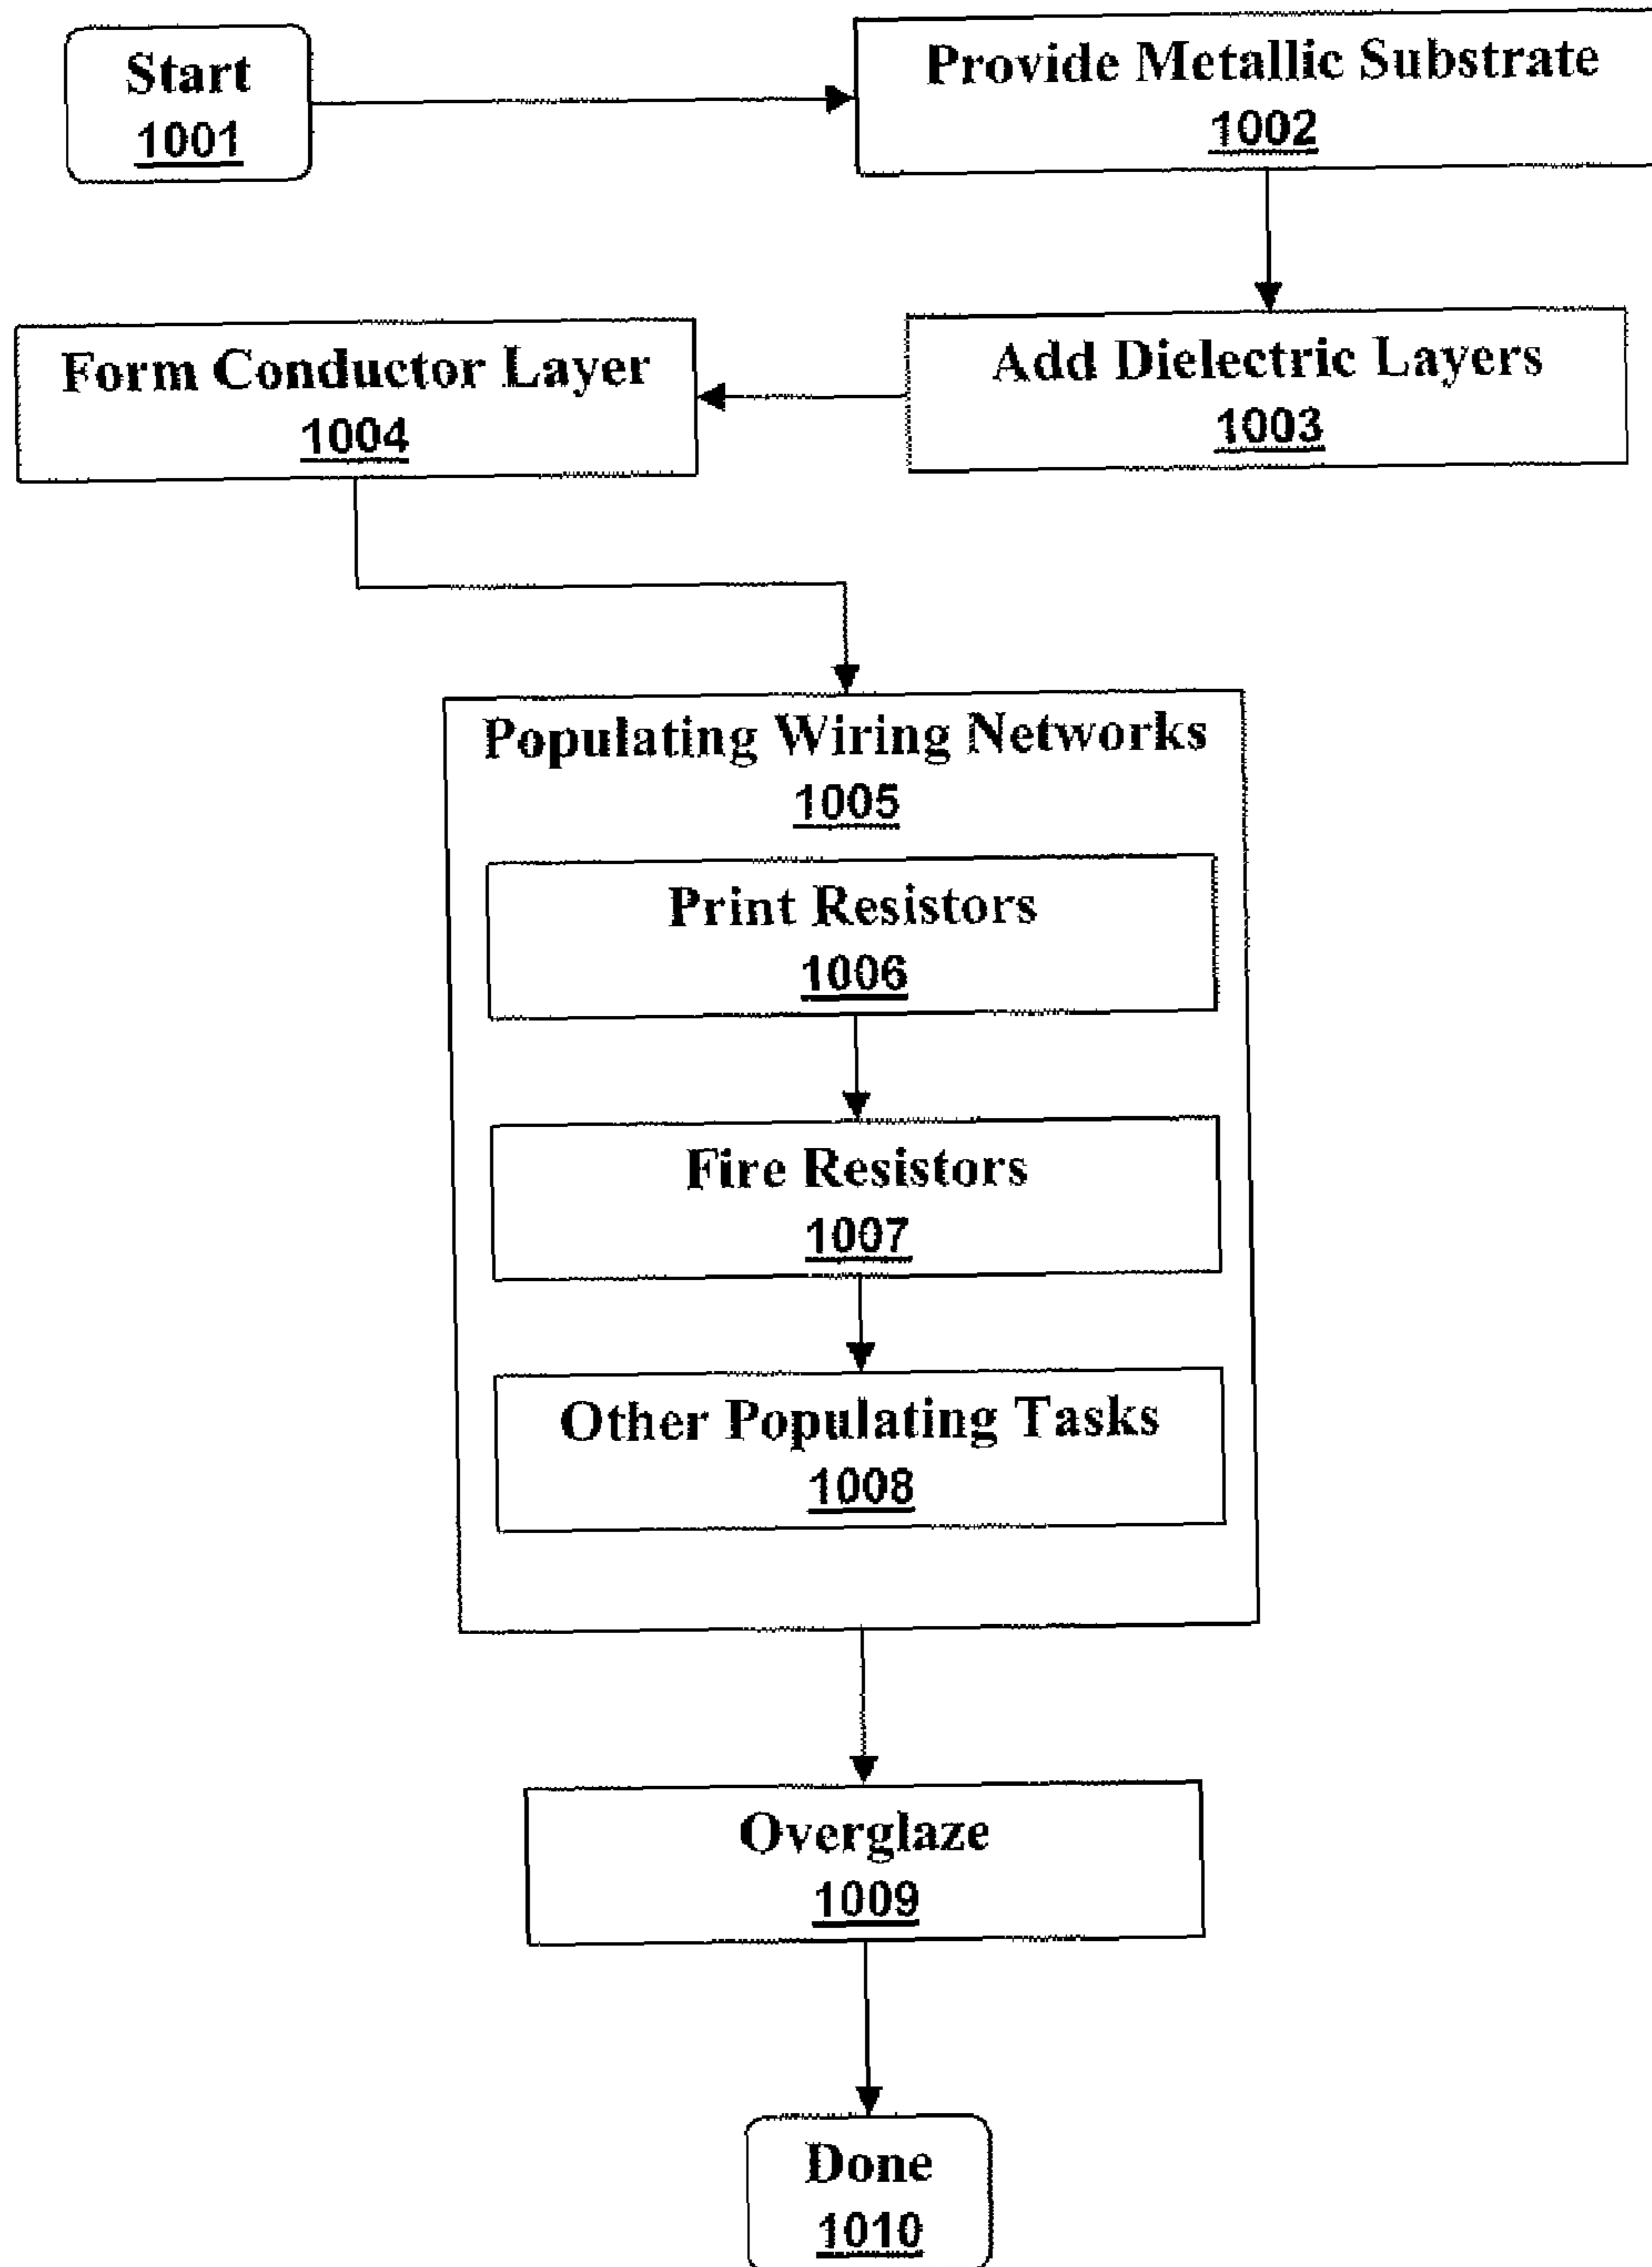 Start
1001
Provide Metallic Substrate
1002
Add Dielectric Layers
1003
Form Conductor Layer
1004
Populating Wiring Networks
1005
Print Resistors
1006
Fire Resistors
1007
Other Populating Tasks
1008
Overglaze
1009
Done
1010